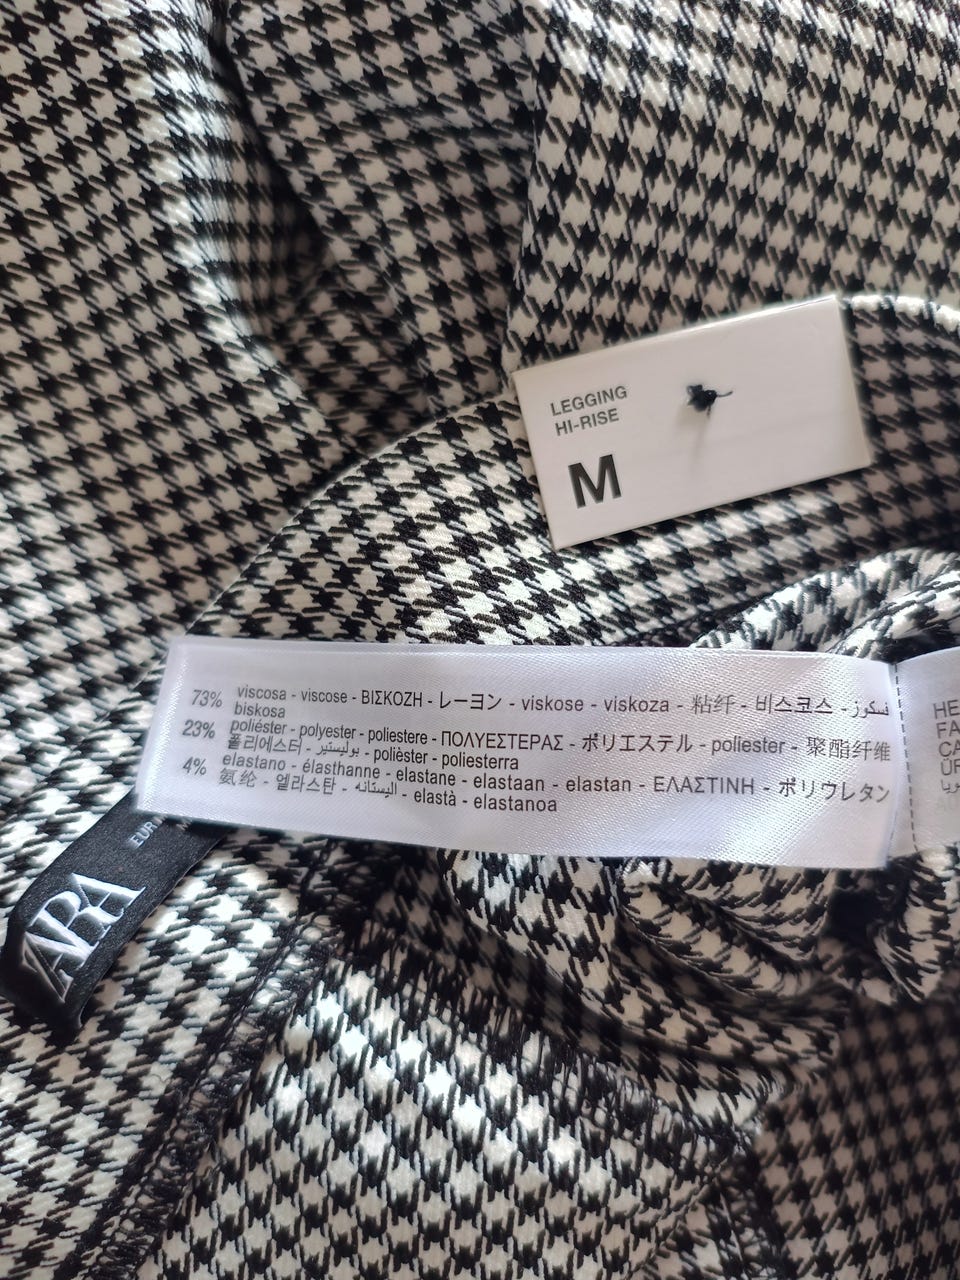 LEGGING
HI-RISE
M
73% viscosa - viscose - ΒΙΣΚΟΖΗ - レーヨン - viskose - viskoza - 粘纤 - 비스코스 - فسكوز
biskosa
23% poliéster - polyester - poliestere - ΠΟΛΥΕΣΤΕΡΑΣ - ポリエステル - poliester - 聚酯纤维
폴리에스터 - بوليستير - polièster - poliesterra
4% elastano - élasthanne - elastane - elastaan - elastan - ΕΛΑΣΤΙΝΗ - ポリウレタン
氨纶 - 엘라스탄 - اليستانه - elastà - elastanoa
ZARA